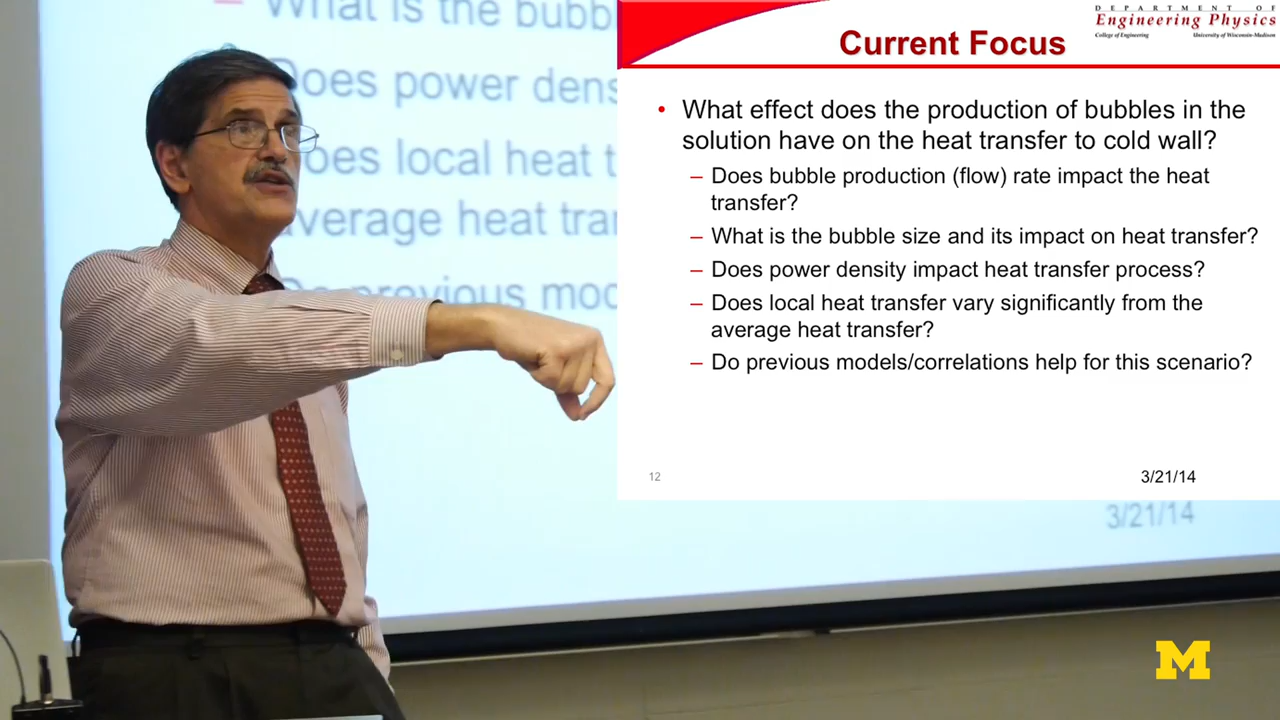 What is the bubb
Does power dens
Does local heat t
average heat tra
Do previous mod
3/21/14
DEPARTMENT OF
Engineering Physics
College of Engineering University of Wisconsin-Madison
Current Focus
• What effect does the production of bubbles in the
solution have on the heat transfer to cold wall?
– Does bubble production (flow) rate impact the heat
transfer?
– What is the bubble size and its impact on heat transfer?
– Does power density impact heat transfer process?
– Does local heat transfer vary significantly from the
average heat transfer?
– Do previous models/correlations help for this scenario?
12 3/21/14
M